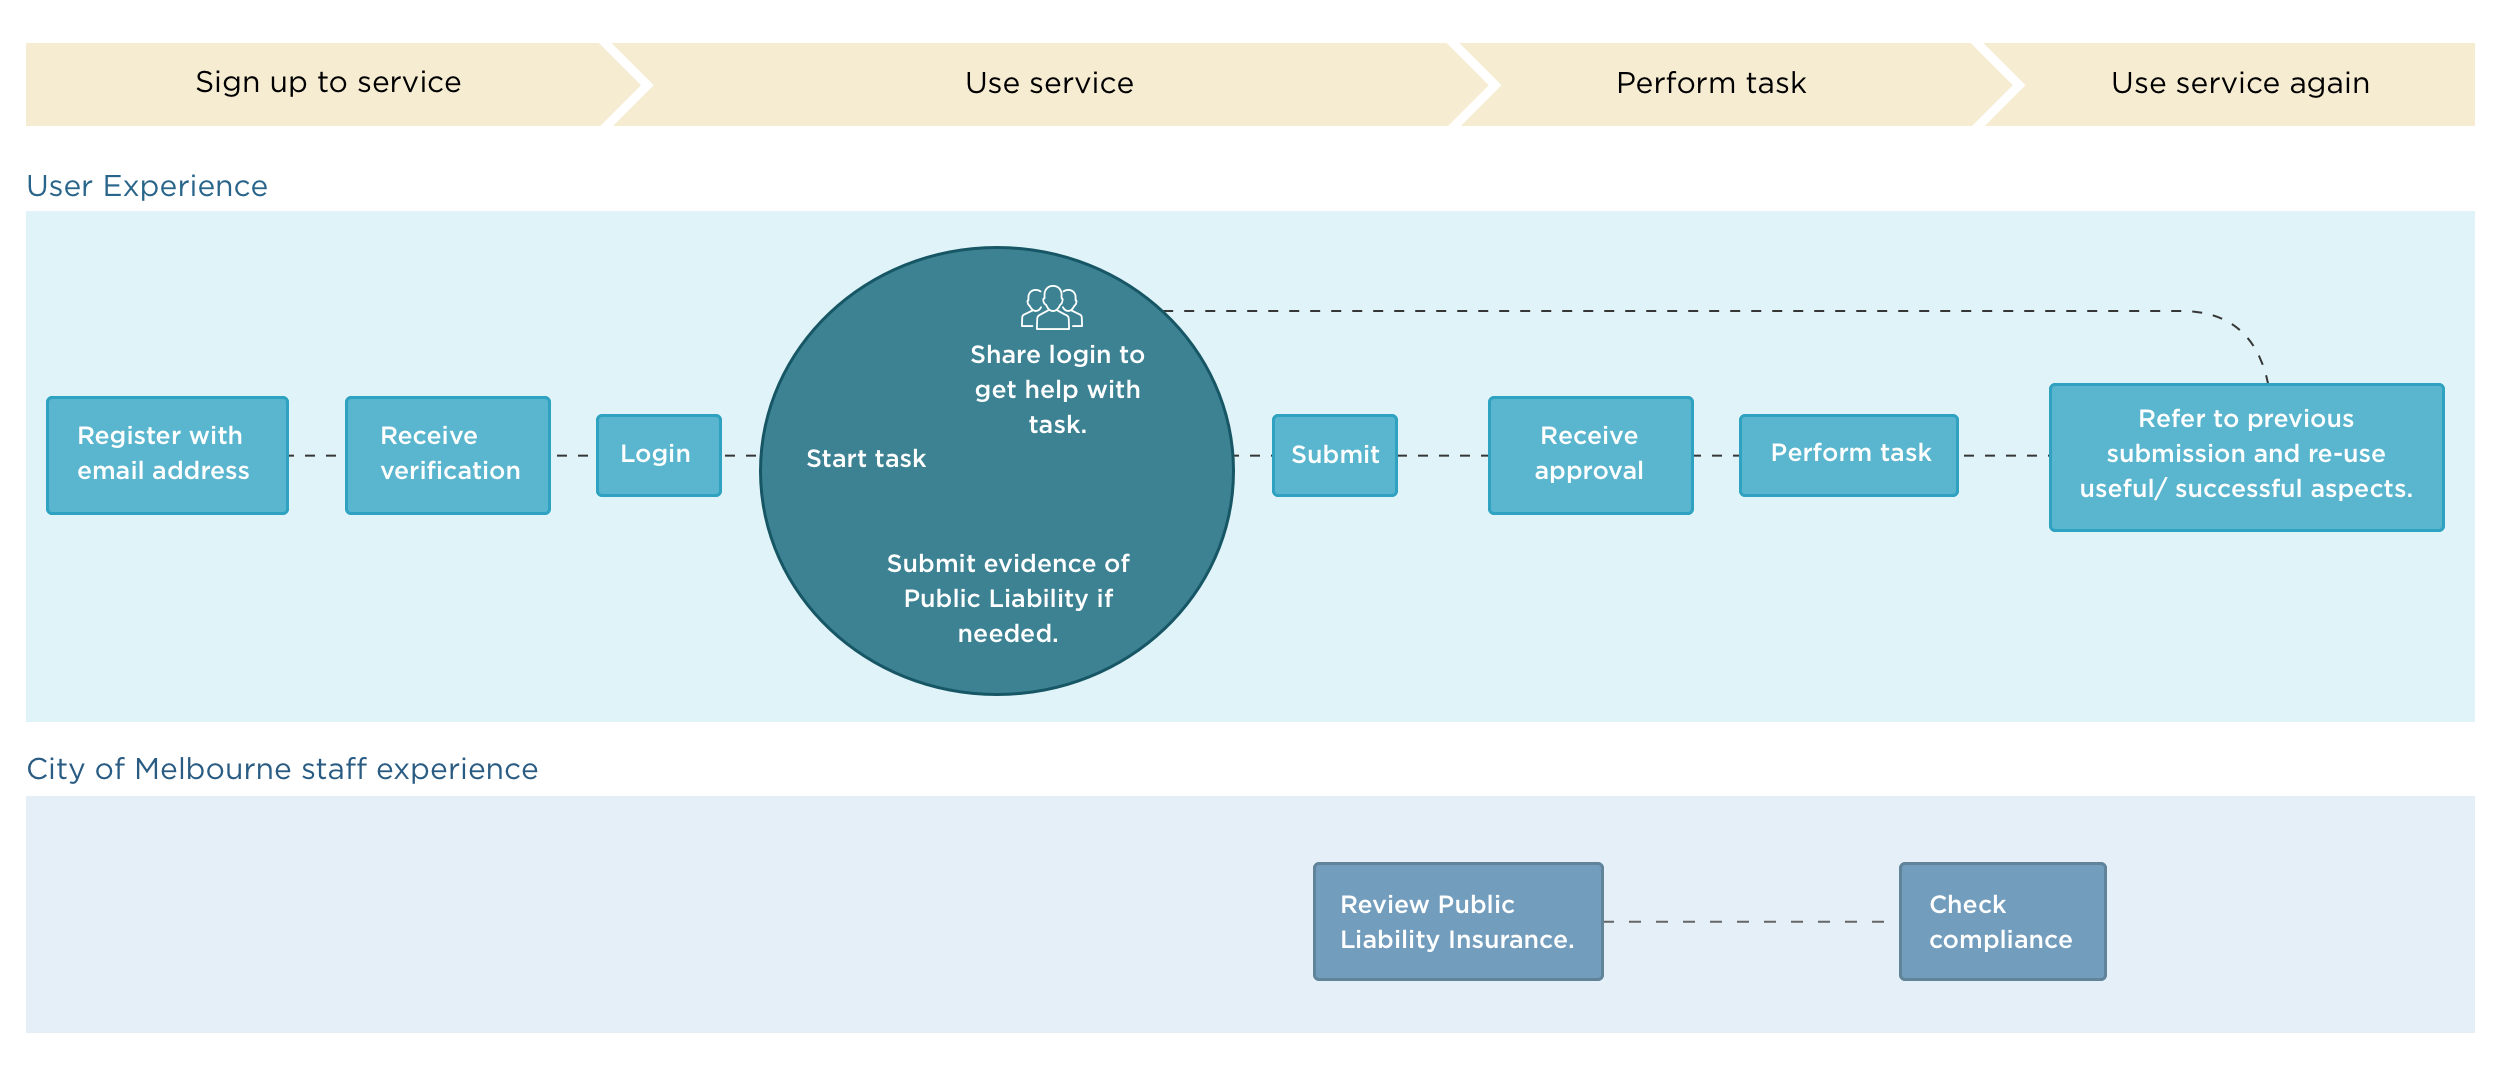 Sign up to service
Use service
Perform task
Use service again
User Experience
Register with
email address
Receive
verification
Login
Start task
Share login to
get help with
task.
Submit evidence of
Public Liability if
needed.
Submit
Receive
approval
Perform task
Refer to previous
submission and re-use
useful/ successful aspects.
City of Melbourne staff experience
Review Public
Liability Insurance.
Check
compliance